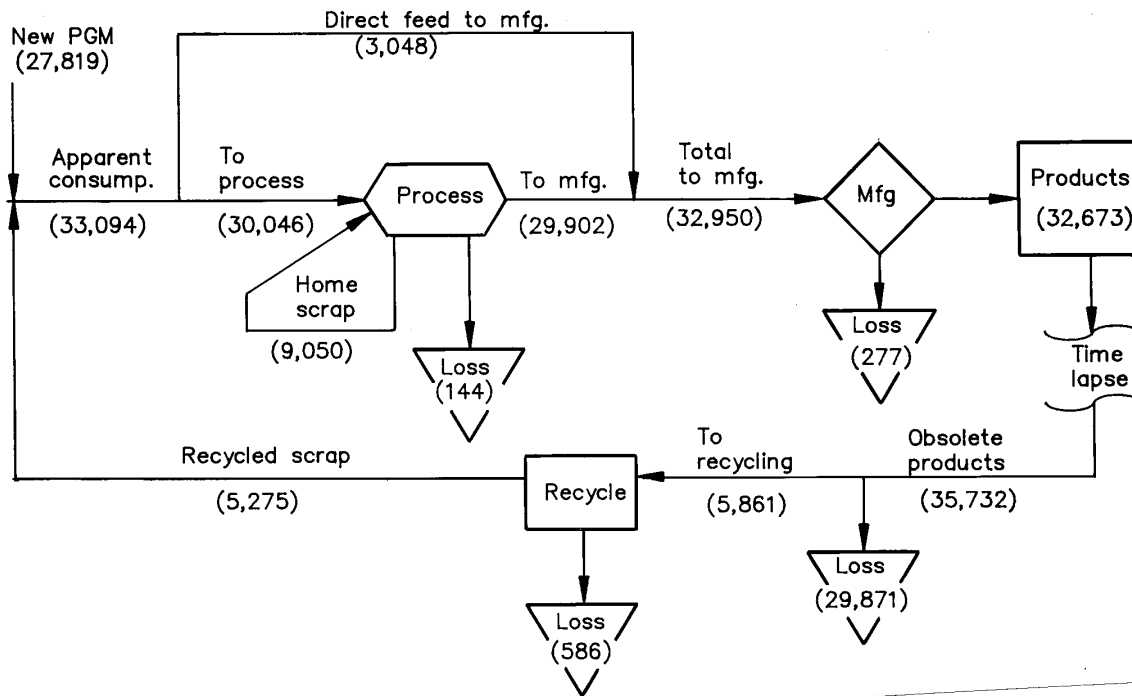 Direct feed to mfg.
(3,048)
New PGM
(27,819)
Apparent
consump.
(33,094)
To
process
(30,046)
Process
To mfg.
(29,902)
Total
to mfg.
(32,950)
Mfg
Products
(32,673)
Home
scrap
(9,050)
Loss
(144)
Loss
(277)
Time
lapse
Recycled scrap
(5,275)
Recycle
To
recycling
(5,861)
Obsolete
products
(35,732)
Loss
(29,871)
Loss
(586)